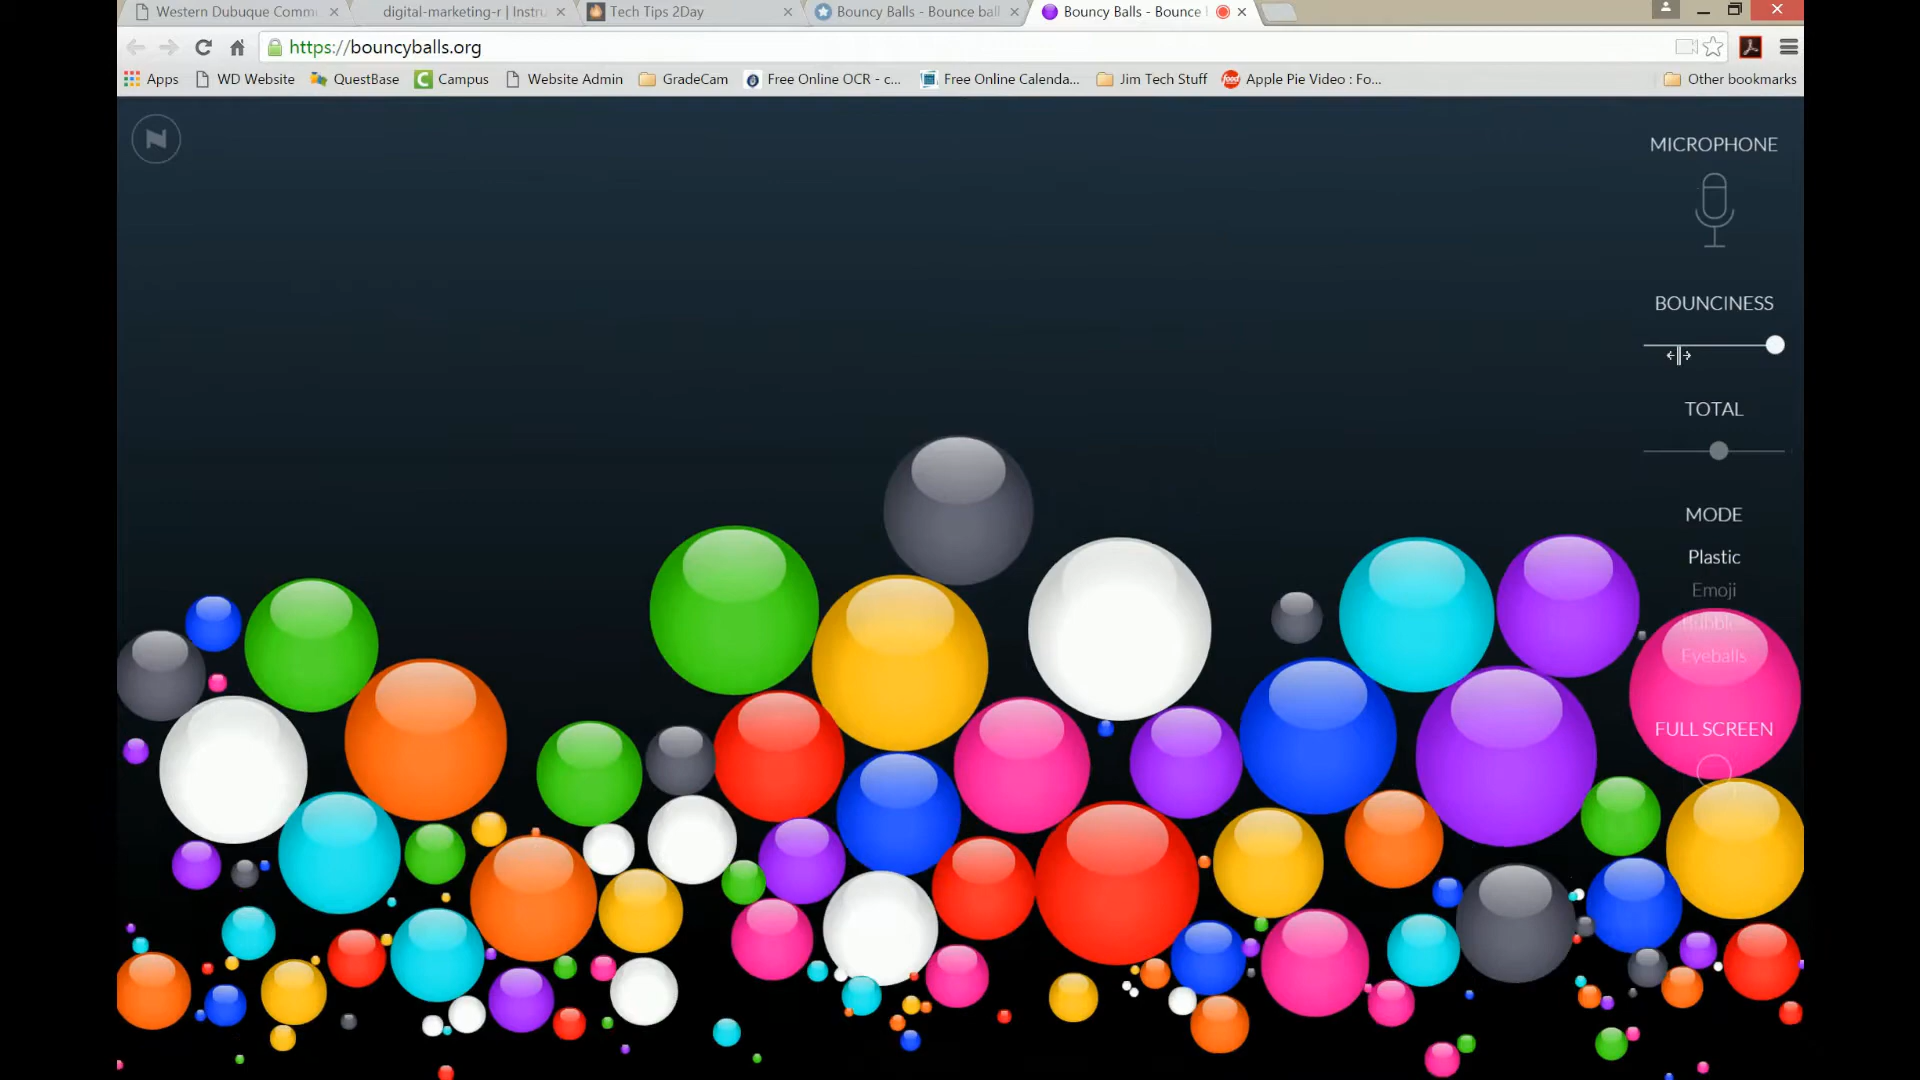 Western Dubuque Commu
digital-marketing-r | Instru
Tech Tips 2Day
Bouncy Balls - Bounce ball
Bouncy Balls - Bounce
https://bouncyballs.org
Apps
WD Website
QuestBase
Campus
Website Admin
GradeCam
Free Online OCR - c...
Free Online Calenda...
Jim Tech Stuff
Apple Pie Video : Fo...
Other bookmarks
N
MICROPHONE
BOUNCINESS
TOTAL
MODE
Plastic
Emoji
Bubbles
Eyeballs
FULL SCREEN